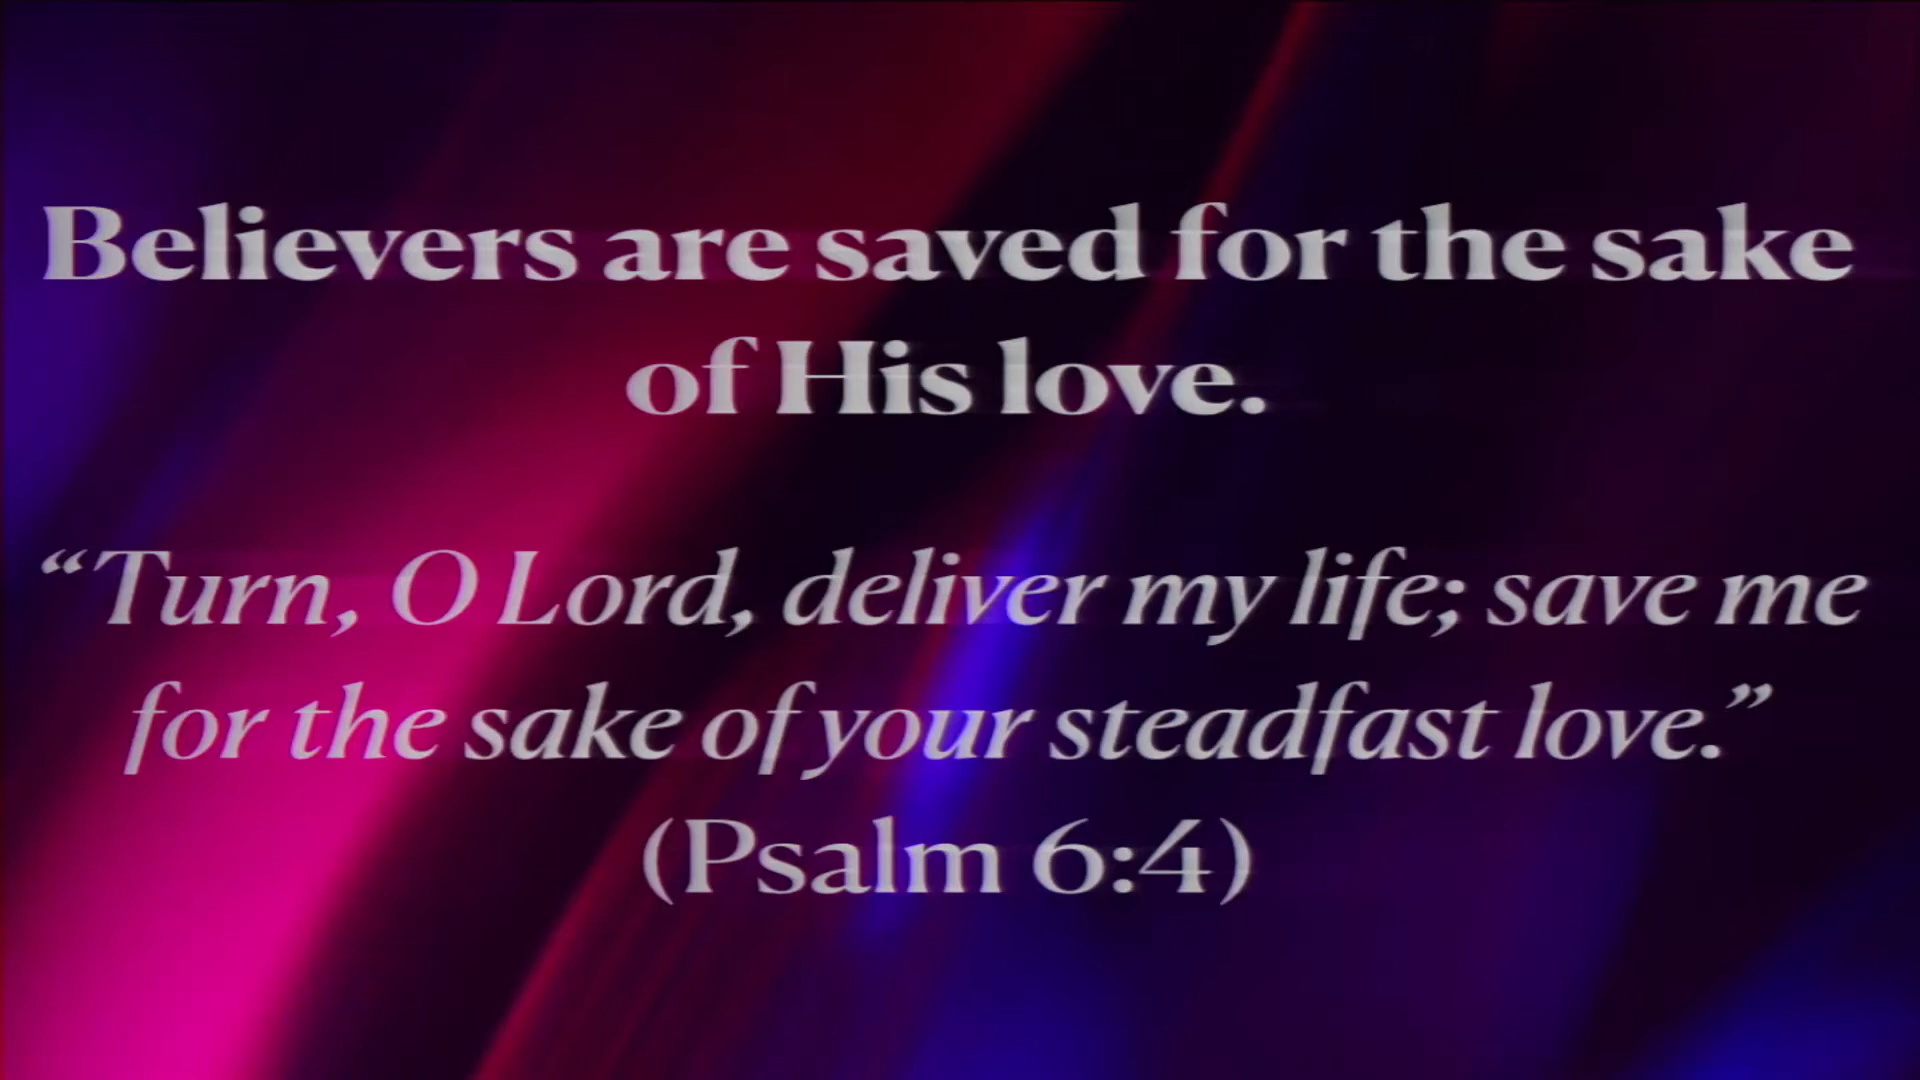 Believers are saved for the sake
of His love.
“Turn, O Lord, deliver my life; save me
for the sake of your steadfast love.”
(Psalm 6:4)